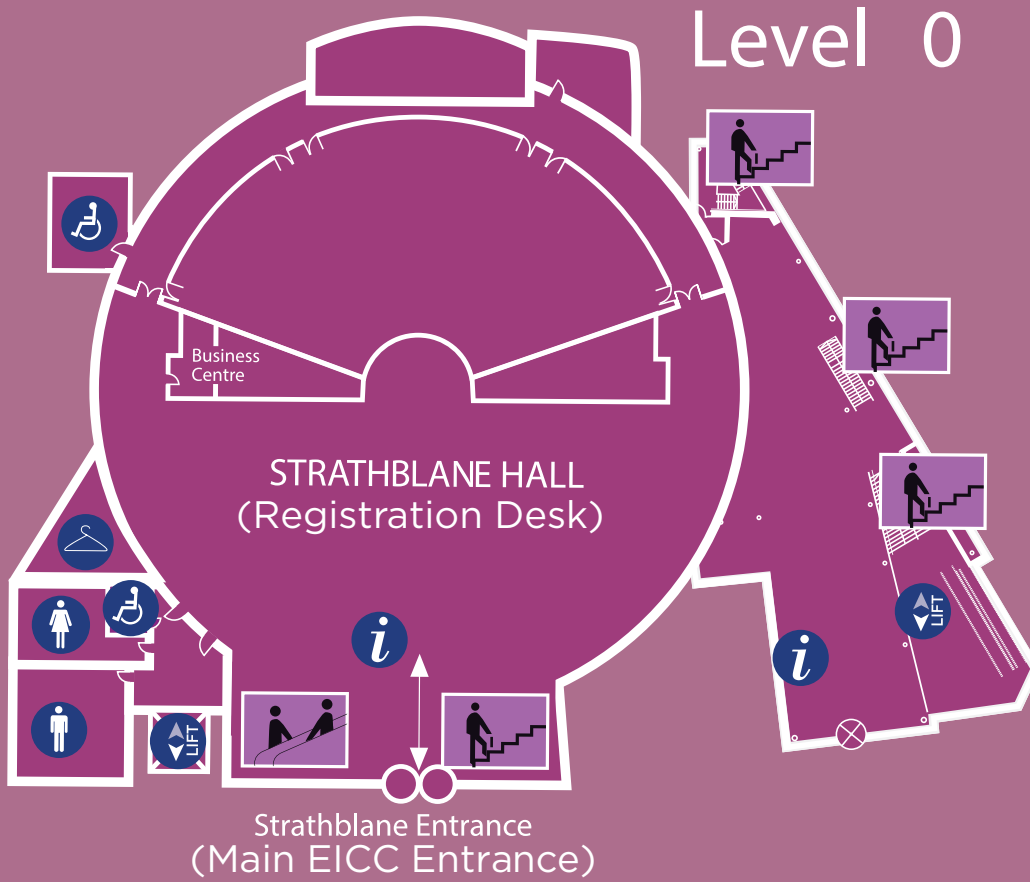 Level 0
Business
Centre
STRATHBLANE HALL
(Registration Desk)
LIFT
i
i
LIFT
Strathblane Entrance
(Main EICC Entrance)